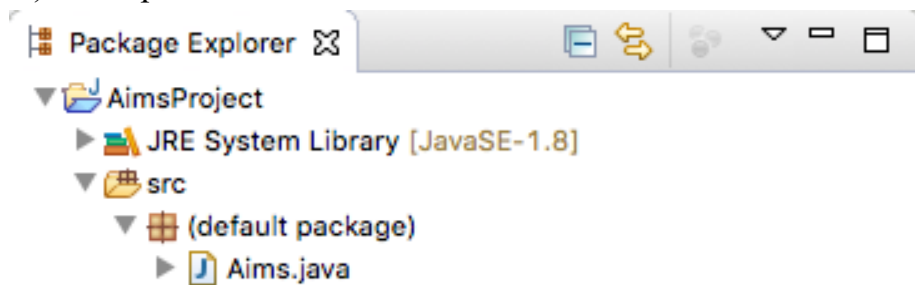 Package Explorer
AimsProject
JRE System Library [JavaSE-1.8]
src
(default package)
Aims.java